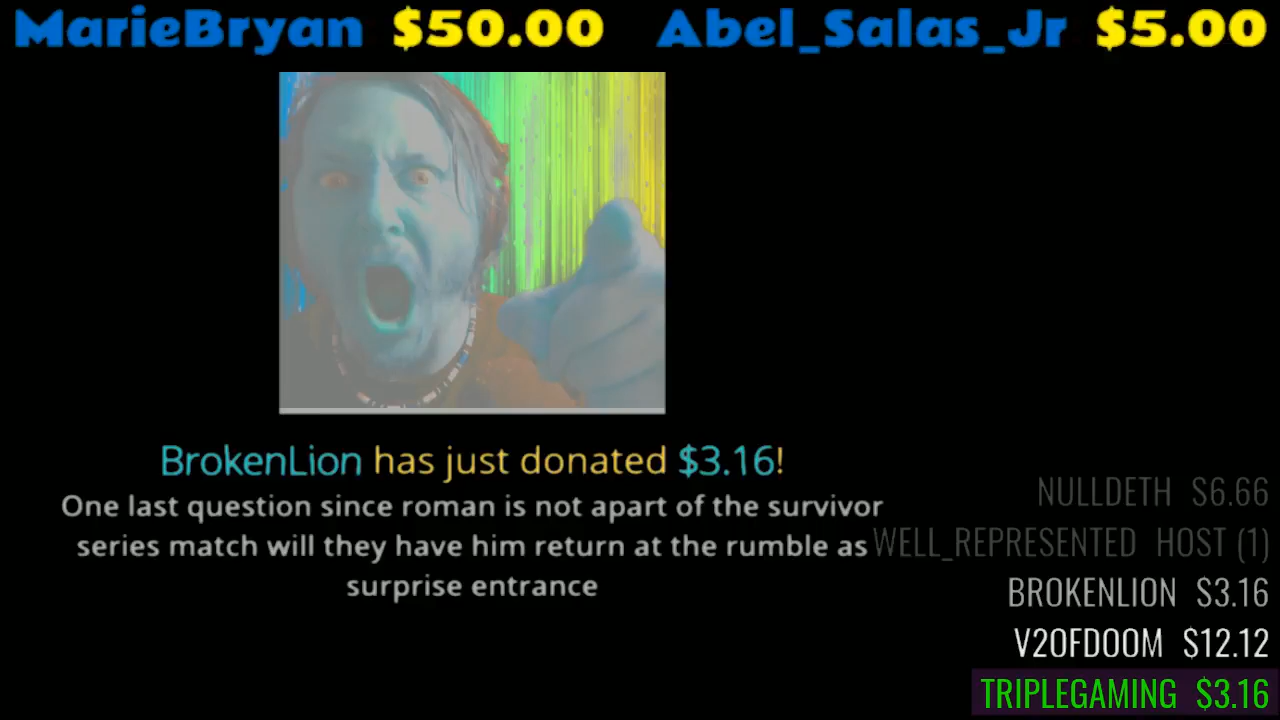 MarieBryan $50.00 Abel_Salas_Jr $5.00
BrokenLion has just donated $3.16!
One last question since roman is not apart of the survivor
series match will they have him return at the rumble as
surprise entrance
NULLDETH $6.66
WELL_REPRESENTED HOST (1)
BROKENLION $3.16
V2OFDOOM $12.12
TRIPLEGAMING $3.16